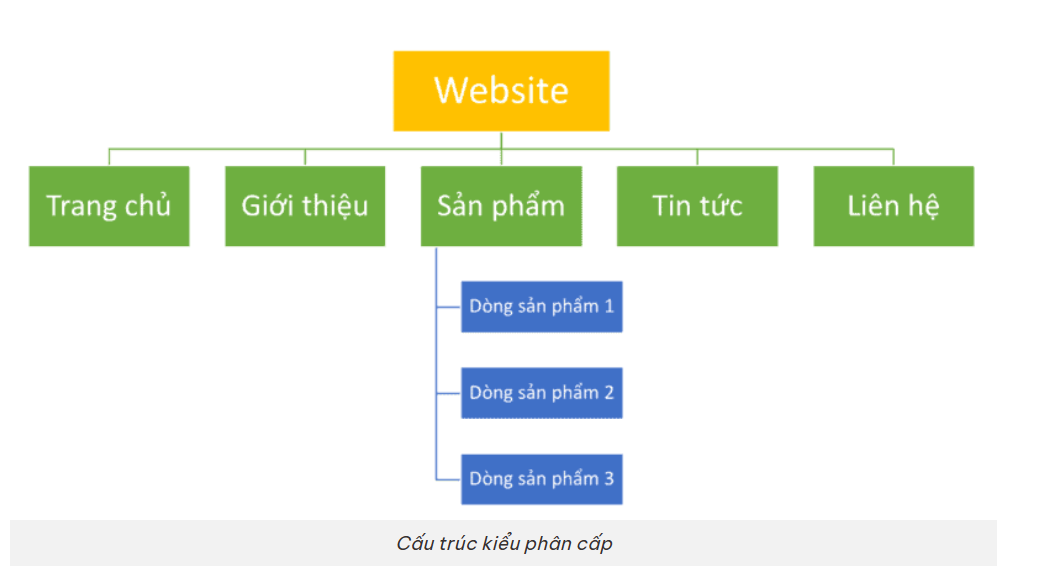 Website
Trang chủ
Giới thiệu
Sản phẩm
Tin tức
Liên hệ
Dòng sản phẩm 1
Dòng sản phẩm 2
Dòng sản phẩm 3
Cấu trúc kiểu phân cấp